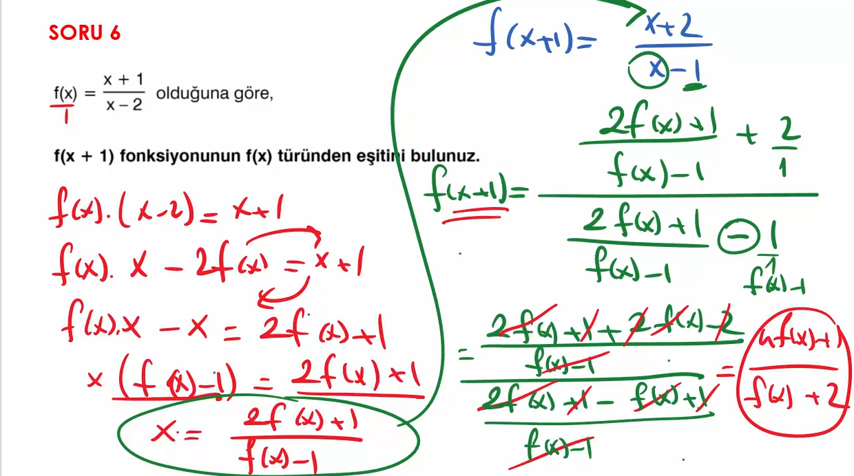 SORU 6
f(x) = x + 1 / x − 2 olduğuna göre,
1
f(x + 1) fonksiyonunun f(x) türünden eşitini bulunuz.
f(x).(x-2) = x+1
f(x). x - 2f(x) = x+1
f(x).x - x = 2f(x)+1
x (f(x)-1) = 2f(x)+1
x = 2f(x)+1 / f(x)-1
f(x+1) = x+2 / x-1
f(x+1) = 2f(x)+1 / f(x)-1 + 2/1
2f(x)+1 / f(x)-1 - 1/1
f(x)-1
= 2f(x)+1+2f(x)-2 / f(x)-1
2f(x)+1-f(x)+1 / f(x)-1
= 4f(x)+1 / f(x)+2